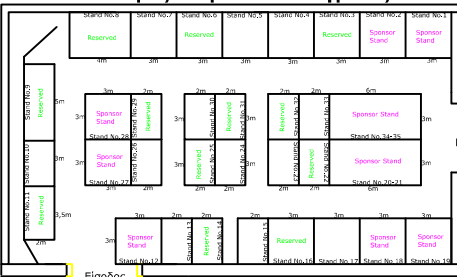 Stand No.8 Stand No.7 Stand No.6 Stand No.5 Stand No.4 Stand No.3 Stand No.2 Stand No.1
Reserved Reserved Reserved Sponsor Stand Sponsor Stand
4m 3m 3m 3m 3m 3m 3m 3m
Stand No.9 Reserved 5m
Stand No.10 3m
Stand No.11 Reserved 3,5m
2m
3m 2m 2m 2m 2m 2m 6m
3m Sponsor Stand Stand No.28 Stand No.29 Reserved
3m Stand No.30 Reserved Stand No.31
Reserved Stand No.32 Stand No.33 Sponsor Stand Stand No.34-35 3m
3m Sponsor Stand Stand No.27 Stand No.26
3m Reserved Stand No.25 Stand No.24
Stand No.23 Reserved Stand No.22 Sponsor Stand Stand No.20-21 3m
3m 2m 2m 2m 2m 2m 6m
3m 2m 2m 2m 3m 3m 3m 3m
3m Sponsor Stand Stand No.12 Stand No.13 Reserved Stand No.14
Stand No.15 Reserved Stand No.16 Stand No.17 Sponsor Stand Stand No.18 Sponsor Stand Stand No.19
Είσοδος